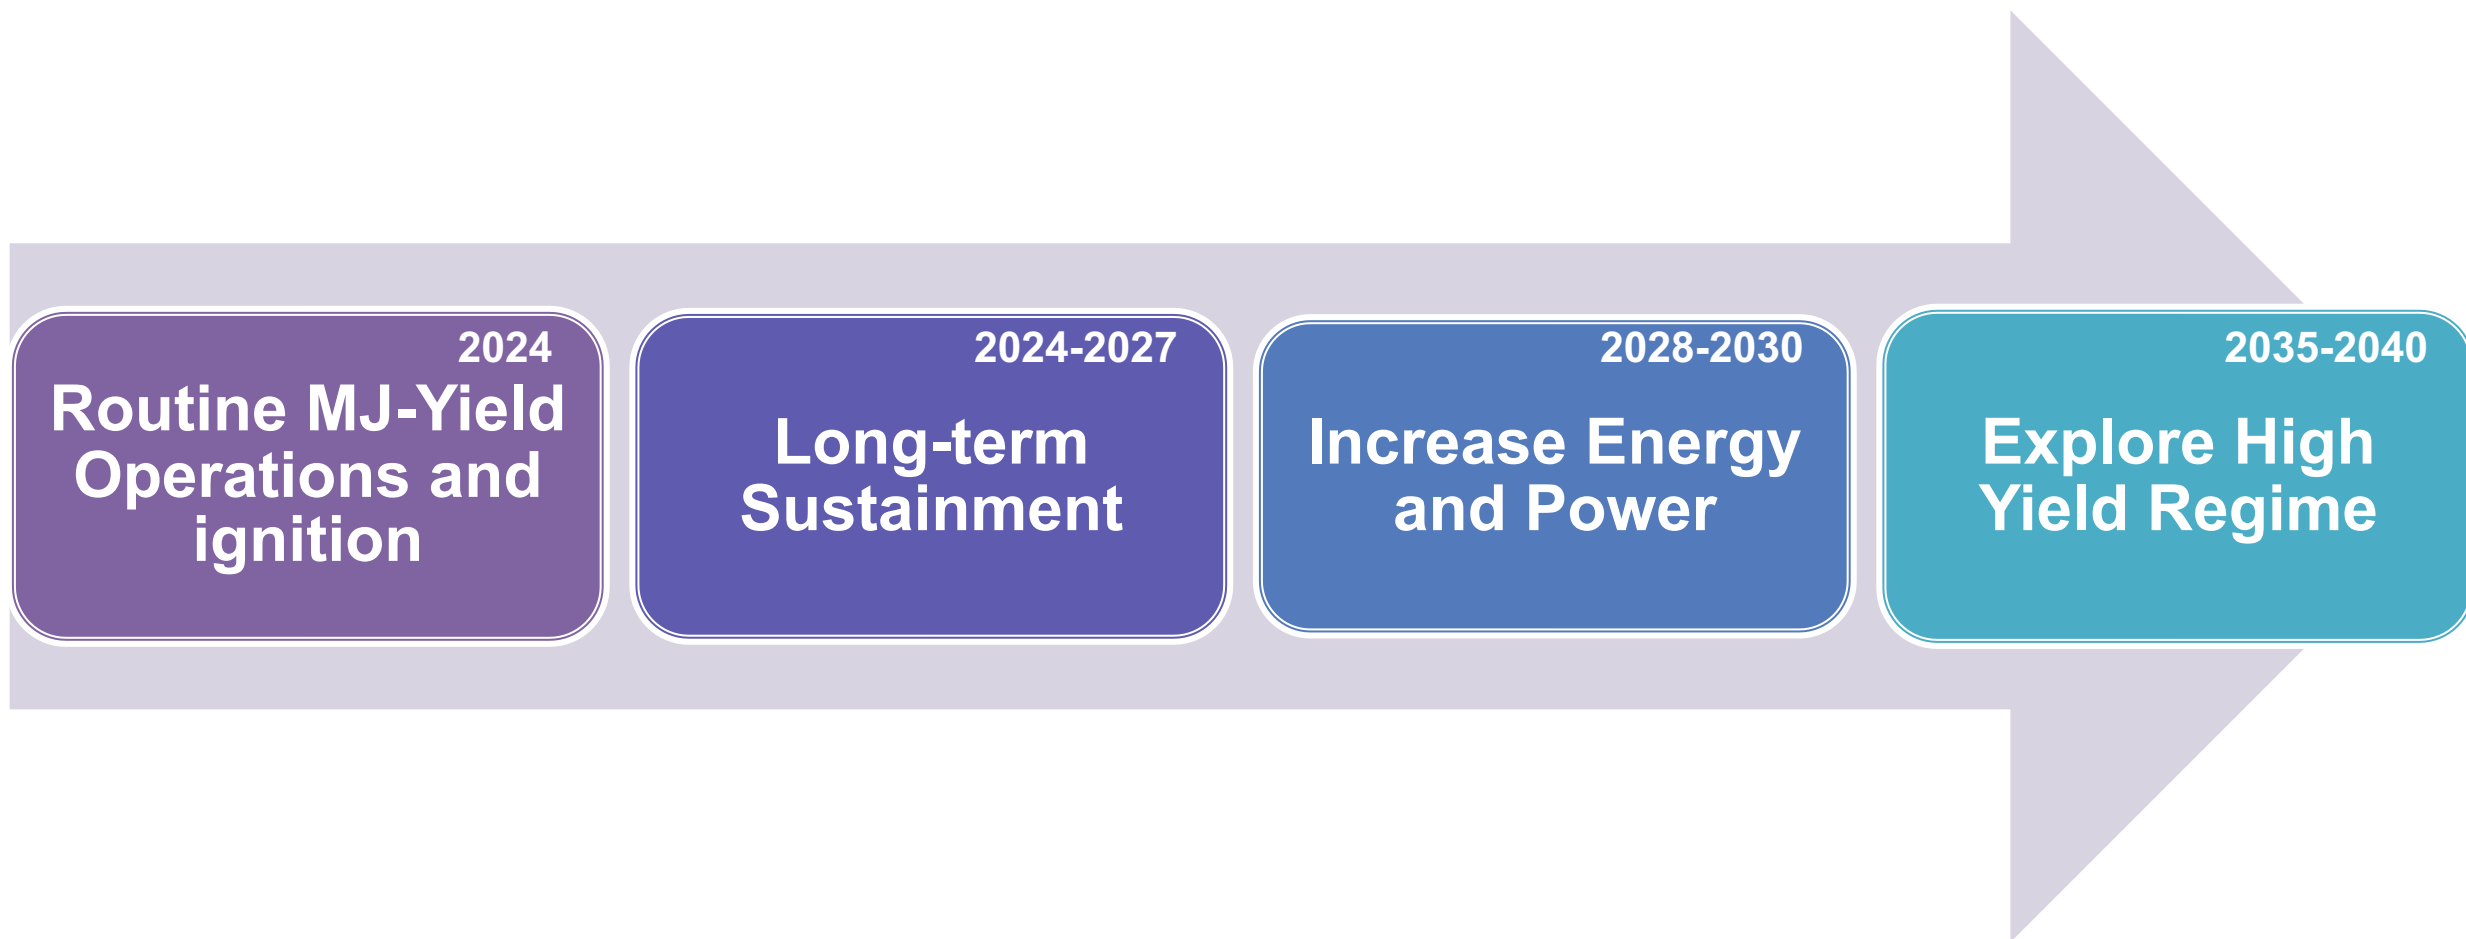 2024
Routine MJ-Yield
Operations and
ignition
2024-2027
Long-term
Sustainment
2028-2030
Increase Energy
and Power
2035-2040
Explore High
Yield Regime